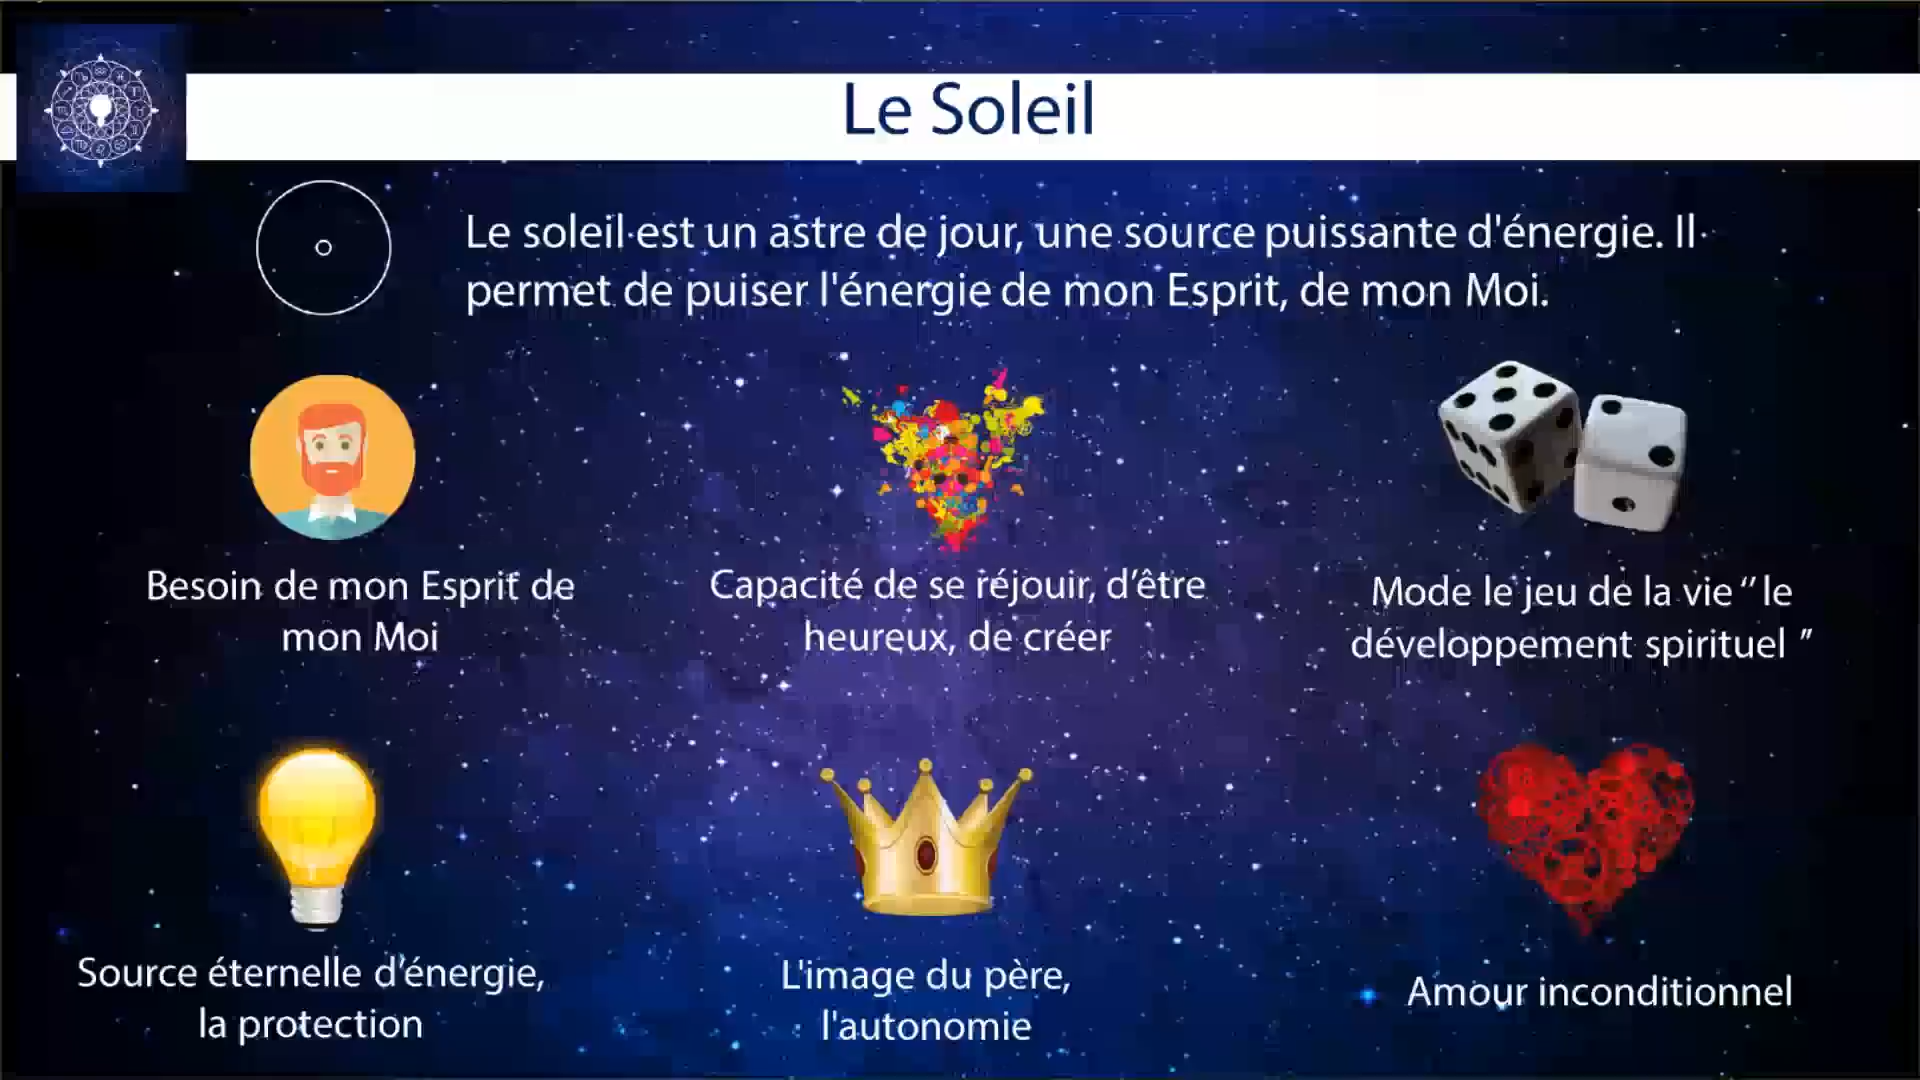 Le Soleil
Le soleil est un astre de jour, une source puissante d'énergie. Il
permet de puiser l'énergie de mon Esprit, de mon Moi.
Besoin de mon Esprit de
mon Moi
Capacité de se réjouir, d’être
heureux, de créer
Mode le jeu de la vie “ le
développement spirituel ”
Source éternelle d’énergie,
la protection
L'image du père,
l'autonomie
Amour inconditionnel